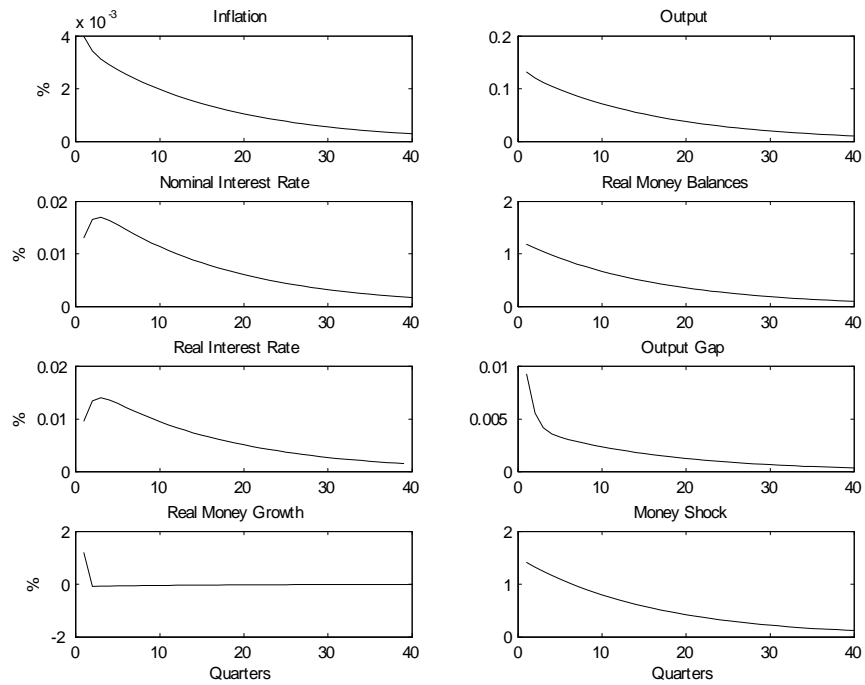 Inflation
x 10⁻³
4
2
0
%
0 10 20 30 40
Output
0.2
0.1
0
0 10 20 30 40
Nominal Interest Rate
0.02
0.01
0
%
0 10 20 30 40
Real Money Balances
2
1
0
0 10 20 30 40
Real Interest Rate
0.02
0.01
0
%
0 10 20 30 40
Output Gap
0.01
0.005
0
0 10 20 30 40
Real Money Growth
2
0
-2
%
0 10 20 30 40
Quarters
Money Shock
2
1
0
0 10 20 30 40
Quarters